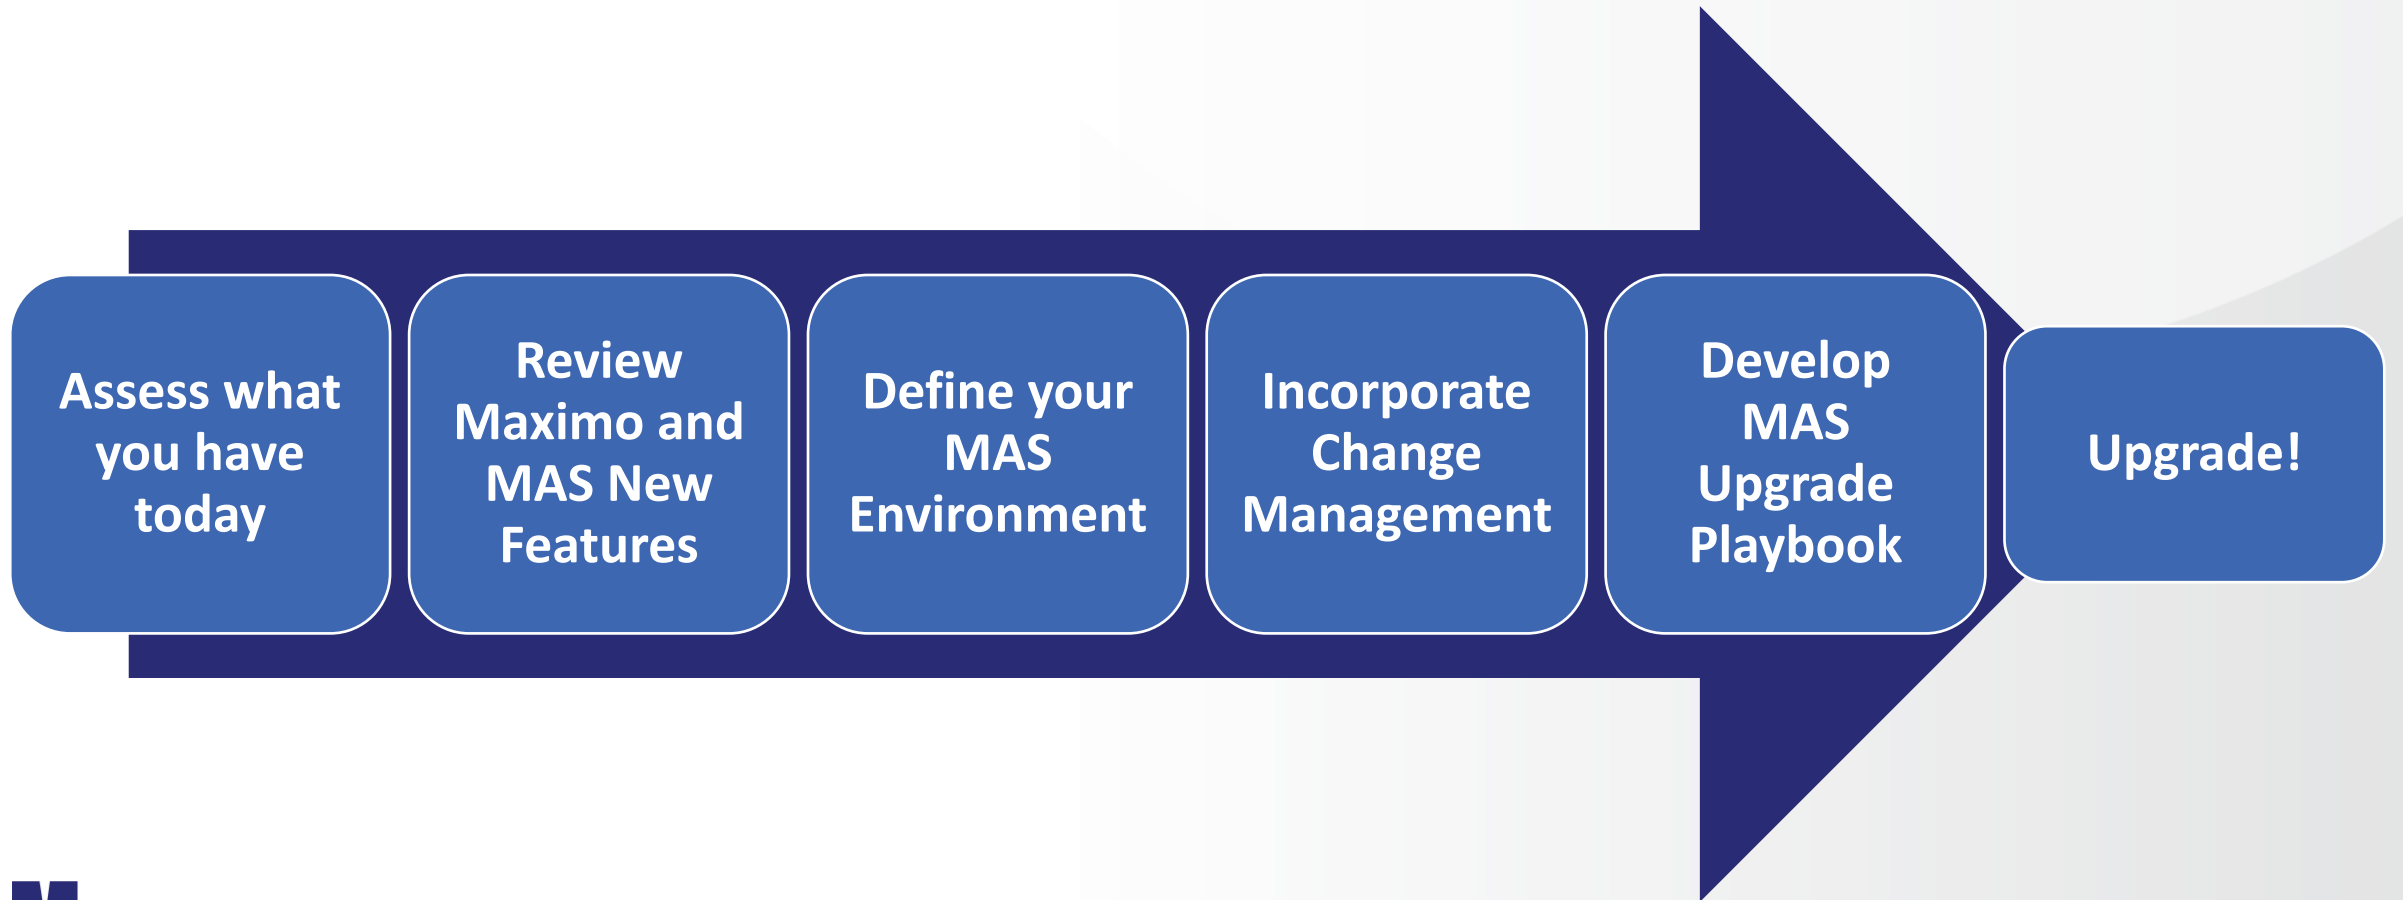 Assess what
you have
today
Review
Maximo and
MAS New
Features
Define your
MAS
Environment
Incorporate
Change
Management
Develop
MAS
Upgrade
Playbook
Upgrade!